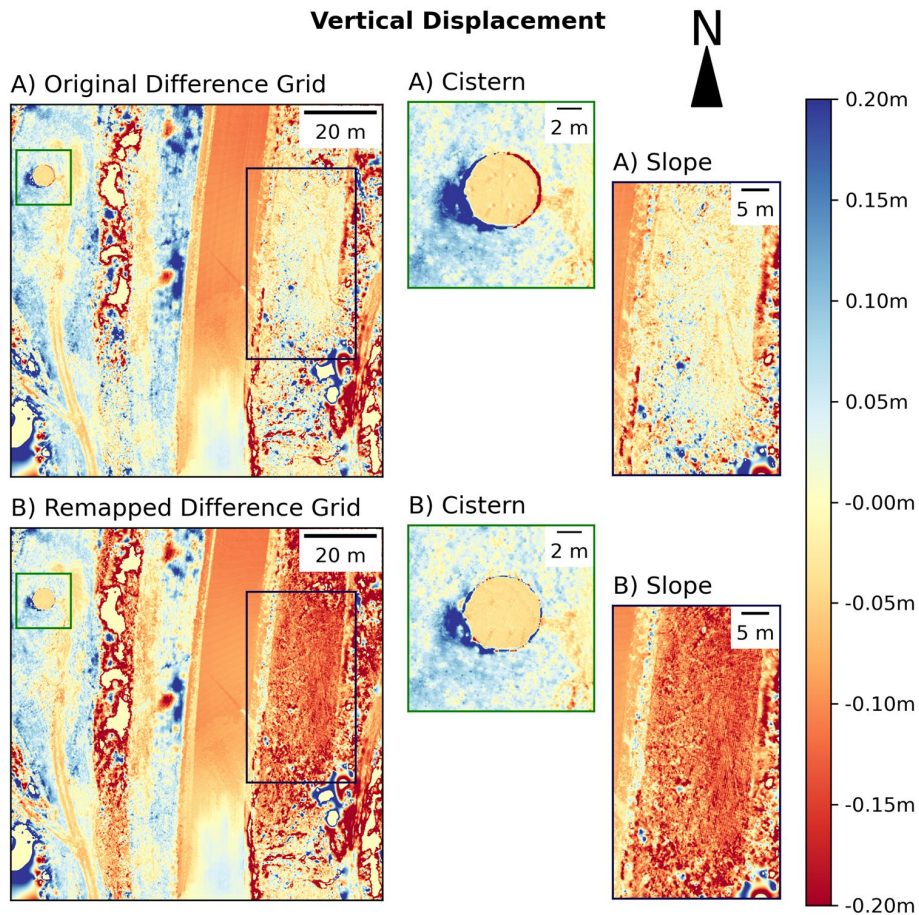 Vertical Displacement
N
A) Original Difference Grid
20 m
A) Cistern
2 m
A) Slope
5 m
B) Remapped Difference Grid
20 m
B) Cistern
2 m
B) Slope
5 m
0.20m
0.15m
0.10m
0.05m
-0.00m
-0.05m
-0.10m
-0.15m
-0.20m